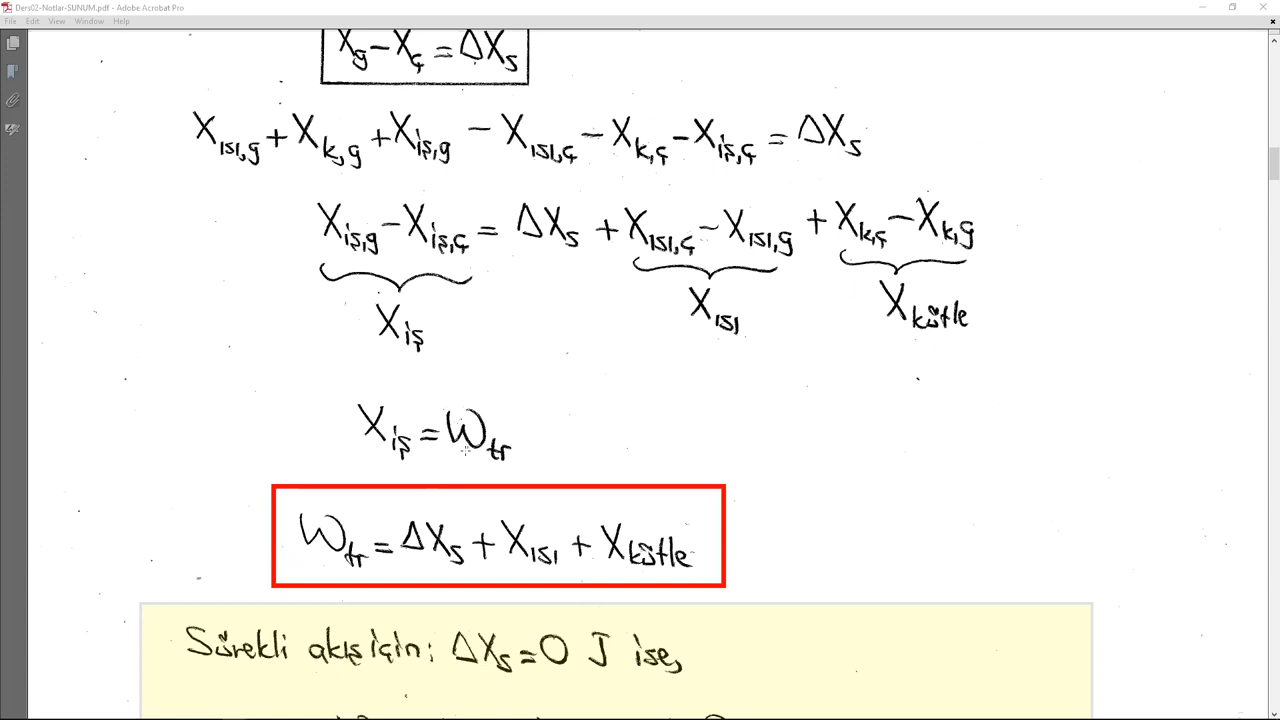 Ders02-Notlar-SUNUM.pdf - Adobe Acrobat Pro
File Edit View Window Help
X_g − X_ç = ΔX_s
X_ısı,g + X_k,g + X_iş,g − X_ısı,ç − X_k,ç − X_iş,ç = ΔX_s
X_iş,g − X_iş,ç = ΔX_s + X_ısı,ç − X_ısı,g + X_k,ç − X_k,g
X_iş X_ısı X_kütle
X_iş = W_tr
W_tr = ΔX_s + X_ısı + X_kütle
Sürekli akış için: ΔX_s = 0 J ise,